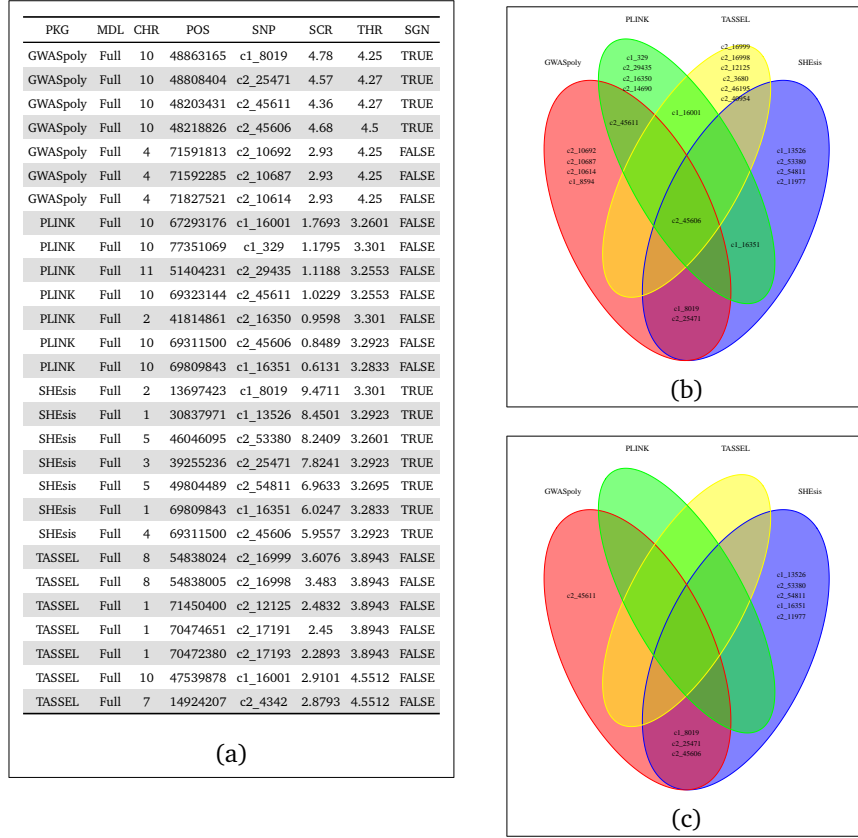 PKG MDL CHR POS SNP SCR THR SGN
GWASpoly Full 10 48863165 c1_8019 4.78 4.25 TRUE
GWASpoly Full 10 48808404 c2_25471 4.57 4.27 TRUE
GWASpoly Full 10 48203431 c2_45611 4.36 4.27 TRUE
GWASpoly Full 10 48218826 c2_45606 4.68 4.5 TRUE
GWASpoly Full 4 71591813 c2_10692 2.93 4.25 FALSE
GWASpoly Full 4 71592285 c2_10687 2.93 4.25 FALSE
GWASpoly Full 4 71827521 c2_10614 2.93 4.25 FALSE
PLINK Full 10 67293176 c1_16001 1.7693 3.2601 FALSE
PLINK Full 10 77351069 c1_329 1.1795 3.301 FALSE
PLINK Full 11 51404231 c2_29435 1.1188 3.2553 FALSE
PLINK Full 10 69323144 c2_45611 1.0229 3.2553 FALSE
PLINK Full 2 41814861 c2_16350 0.9598 3.301 FALSE
PLINK Full 10 69311500 c2_45606 0.8489 3.2923 FALSE
PLINK Full 10 69809843 c1_16351 0.6131 3.2833 FALSE
SHEsis Full 2 13697423 c1_8019 9.4711 3.301 TRUE
SHEsis Full 1 30837971 c1_13526 8.4501 3.2923 TRUE
SHEsis Full 5 46046095 c2_53380 8.2409 3.2601 TRUE
SHEsis Full 3 39255236 c2_25471 7.8241 3.2923 TRUE
SHEsis Full 5 49804489 c2_54811 6.9633 3.2695 TRUE
SHEsis Full 1 69809843 c1_16351 6.0247 3.2833 TRUE
SHEsis Full 4 69311500 c2_45606 5.9557 3.2923 TRUE
TASSEL Full 8 54838024 c2_16999 3.6076 3.8943 FALSE
TASSEL Full 8 54838005 c2_16998 3.483 3.8943 FALSE
TASSEL Full 1 71450400 c2_12125 2.4832 3.8943 FALSE
TASSEL Full 1 70474651 c2_17191 2.45 3.8943 FALSE
TASSEL Full 1 70472380 c2_17193 2.2893 3.8943 FALSE
TASSEL Full 10 47539878 c1_16001 2.9101 4.5512 FALSE
TASSEL Full 7 14924207 c2_4342 2.8793 4.5512 FALSE
(a)
PLINK TASSEL
GWASpoly SHEsis
c1_329
c2_29435
c2_16350
c2_14690
c2_16999
c2_16998
c2_12125
c2_3680
c2_46195
c2_40954
c2_45611
c1_16001
c2_10692
c2_10687
c2_10614
c1_8594
c1_13526
c2_53380
c2_54811
c2_11977
c2_45606
c1_16351
c1_8019
c2_25471
(b)
PLINK TASSEL
GWASpoly SHEsis
c2_45611
c1_13526
c2_53380
c2_54811
c1_16351
c2_11977
c1_8019
c2_25471
c2_45606
(c)